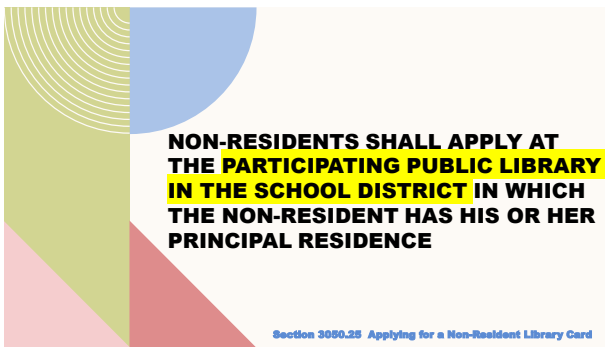 NON-RESIDENTS SHALL APPLY AT
THE PARTICIPATING PUBLIC LIBRARY
IN THE SCHOOL DISTRICT IN WHICH
THE NON-RESIDENT HAS HIS OR HER
PRINCIPAL RESIDENCE
Section 3050.25 Applying for a Non-Resident Library Card